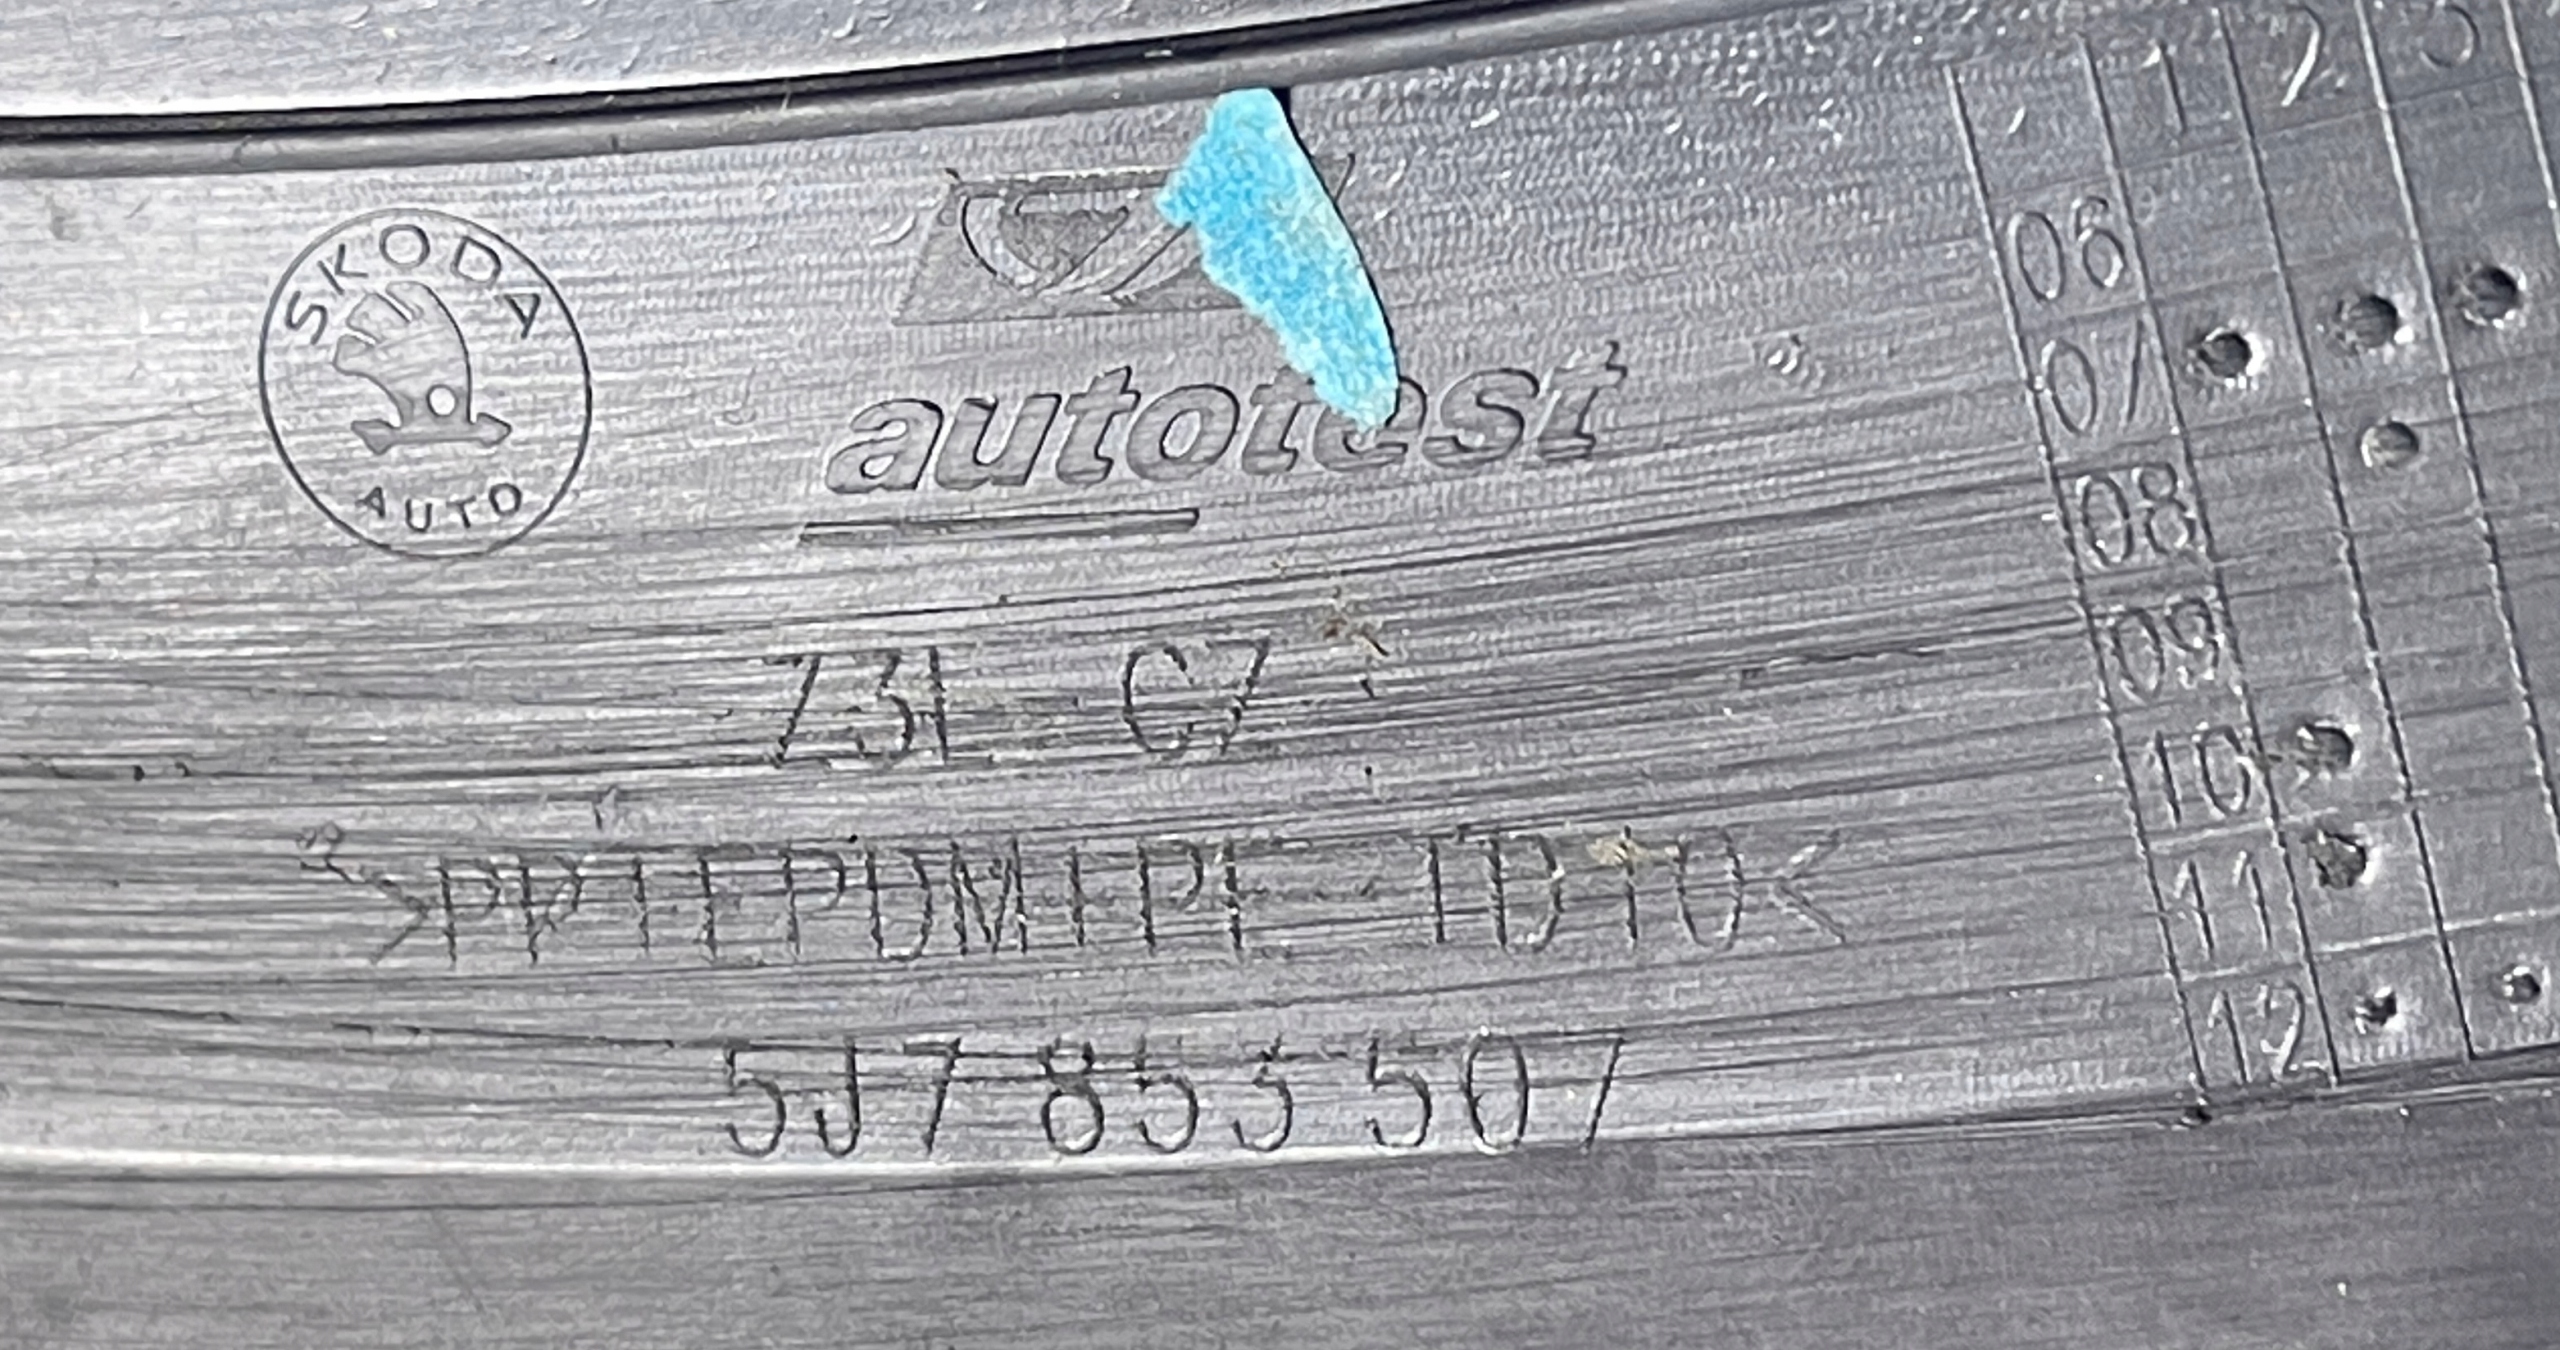 SKODA
AUTO
autotest
Z3L C7
>PP+EPDM+PE - TD10<
5J7 853 507
1 2 3
06
07
08
09
10
11
12